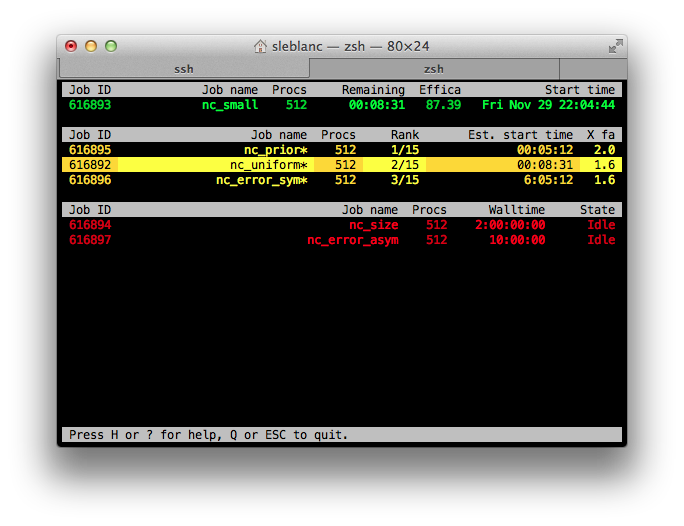 sleblanc — zsh — 80×24
ssh zsh
Job ID Job name Procs Remaining Effica Start time
616893 nc_small 512 00:08:31 87.39 Fri Nov 29 22:04:44
Job ID Job name Procs Rank Est. start time X fa
616895 nc_prior* 512 1/15 00:05:12 2.0
616892 nc_uniform* 512 2/15 00:08:31 1.6
616896 nc_error_sym* 512 3/15 6:05:12 1.6
Job ID Job name Procs Walltime State
616894 nc_size 512 2:00:00:00 Idle
616897 nc_error_asym 512 10:00:00 Idle
Press H or ? for help, Q or ESC to quit.